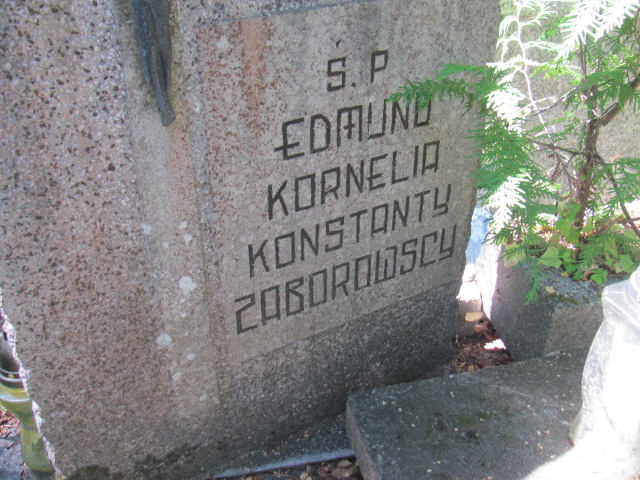 Ś. P
EDMUND
KORNELIA
KONSTANTY
ZABOROWSCY